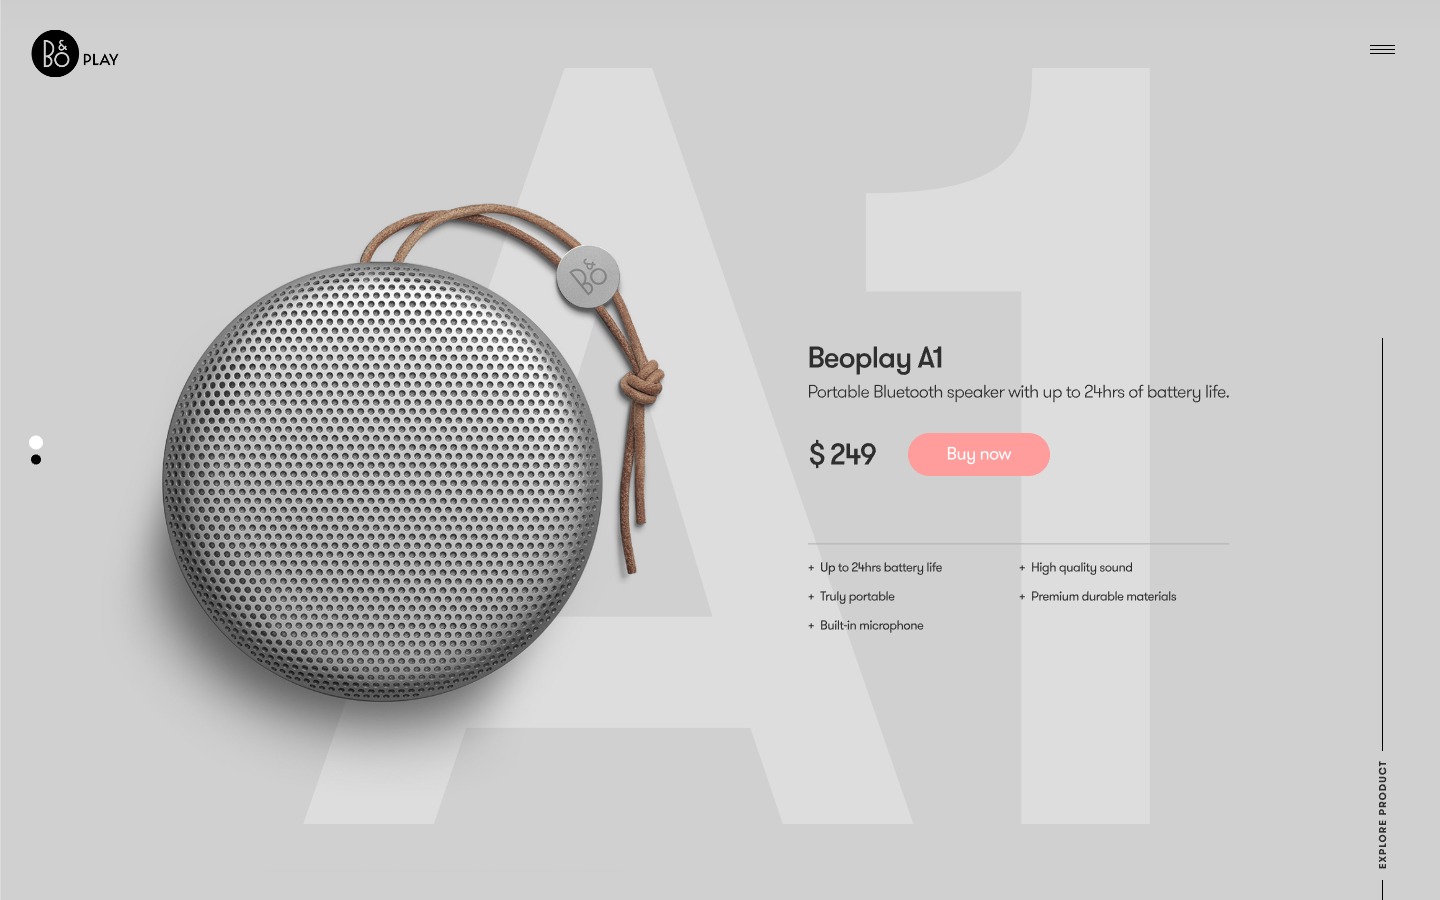 B&O PLAY
A1
B&O
Beoplay A1
Portable Bluetooth speaker with up to 24hrs of battery life.
$ 249
Buy now
+ Up to 24hrs battery life
+ High quality sound
+ Truly portable
+ Premium durable materials
+ Built-in microphone
EXPLORE PRODUCT